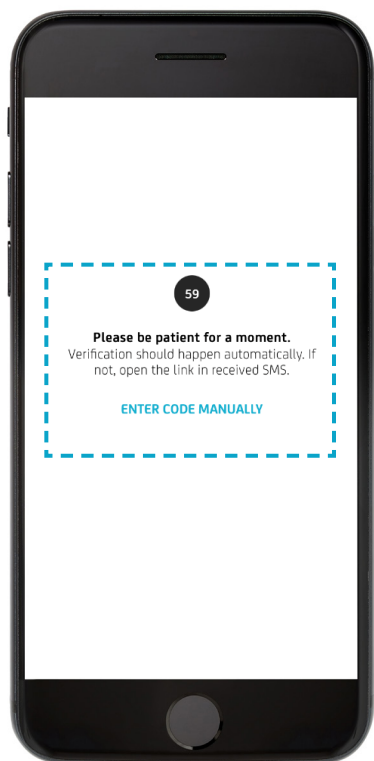 59
Please be patient for a moment.
Verification should happen automatically. If
not, open the link in received SMS.
ENTER CODE MANUALLY